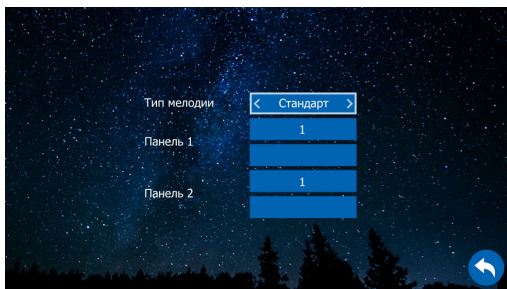 Тип мелодии
< Стандарт >
1
Панель 1
1
Панель 2